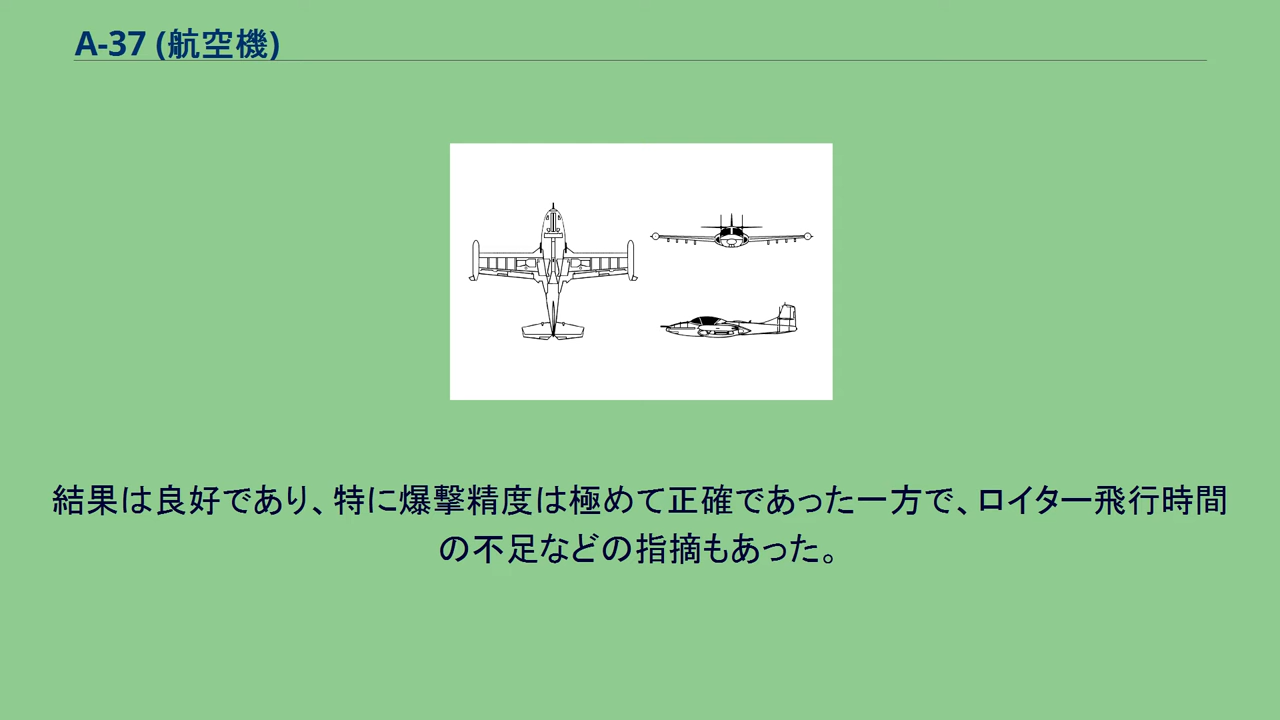 A-37 (航空機)
結果は良好であり、特に爆撃精度は極めて正確であった一方で、ロイター飛行時間
の不足などの指摘もあった。